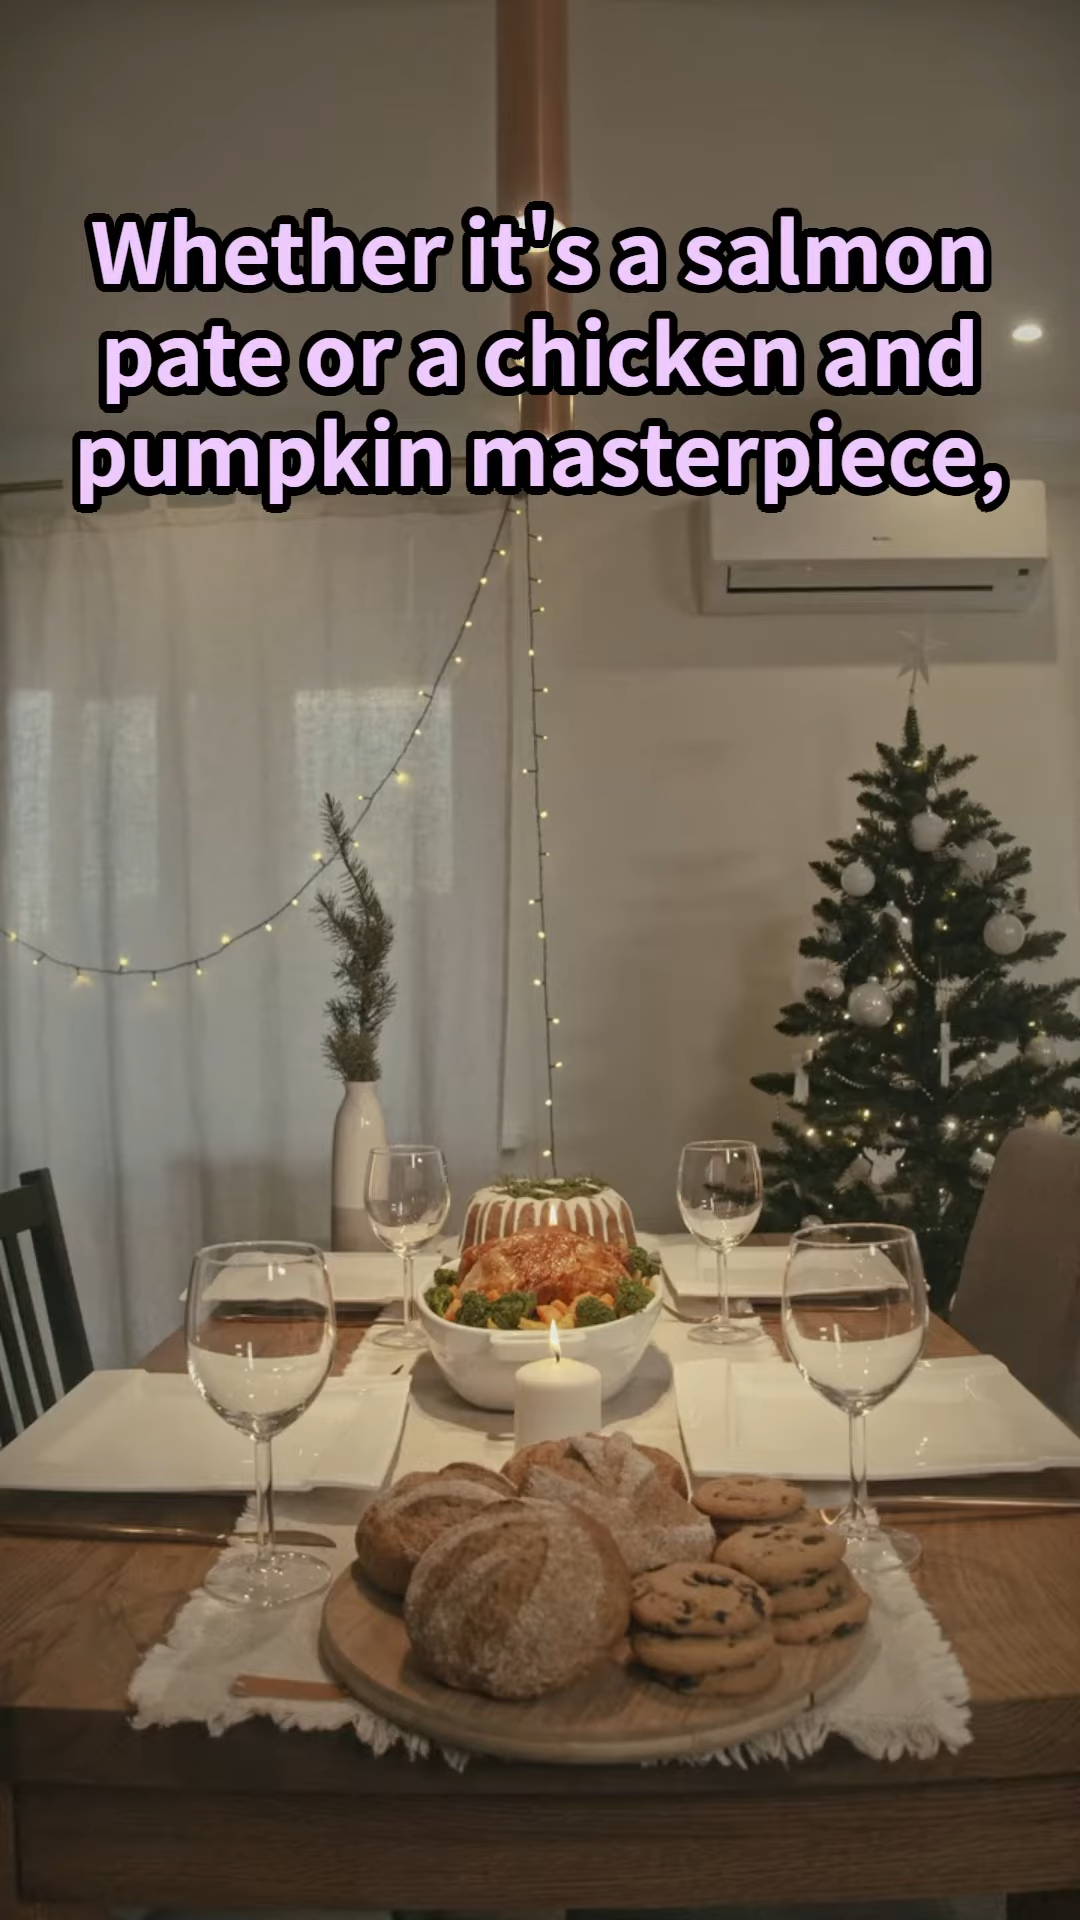 Whether it's a salmon
pate or a chicken and
pumpkin masterpiece,